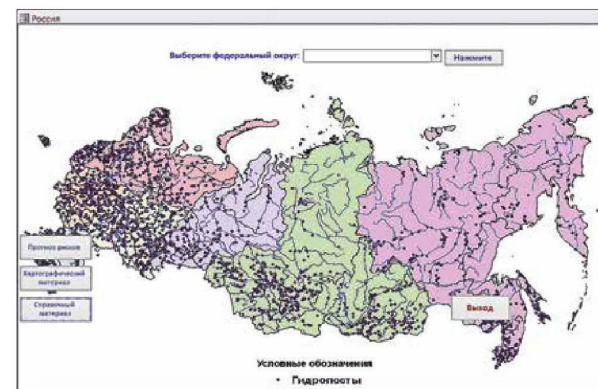 Россия
Выберите федеральный округ:
Нажмите
Прогноз рисков
Картографический
материал
Справочный
материал
Выход
Условные обозначения
• Гидропосты